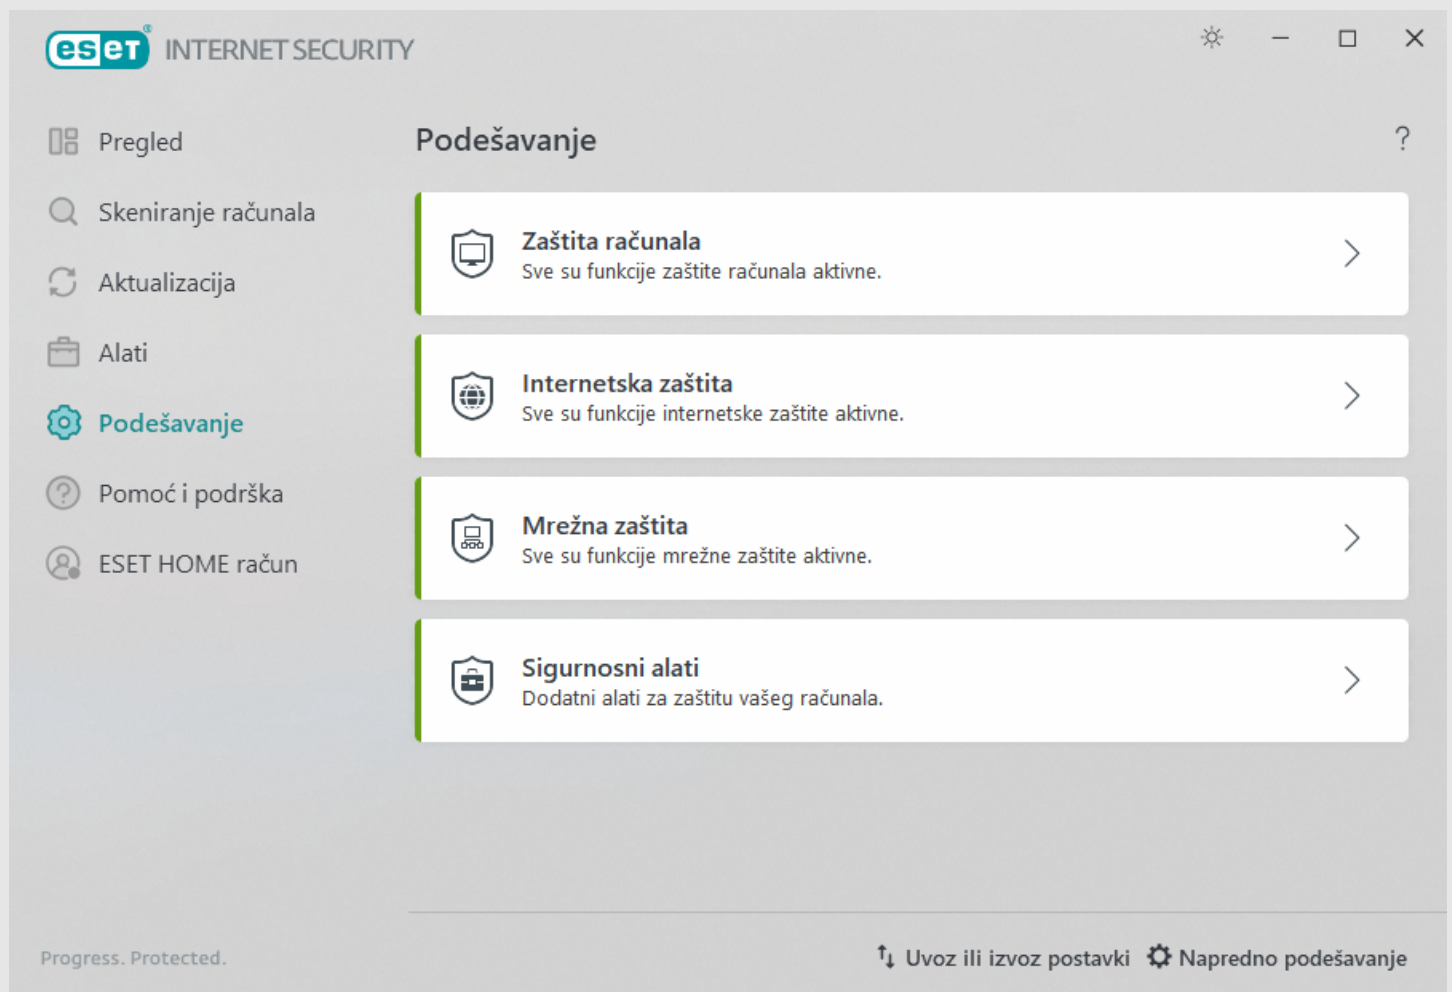 eset® INTERNET SECURITY
Pregled
Skeniranje računala
Aktualizacija
Alati
Podešavanje
Pomoć i podrška
ESET HOME račun
Podešavanje
?
Zaštita računala
Sve su funkcije zaštite računala aktivne.
Internetska zaštita
Sve su funkcije internetske zaštite aktivne.
Mrežna zaštita
Sve su funkcije mrežne zaštite aktivne.
Sigurnosni alati
Dodatni alati za zaštitu vašeg računala.
Progress. Protected.
Uvoz ili izvoz postavki
Napredno podešavanje